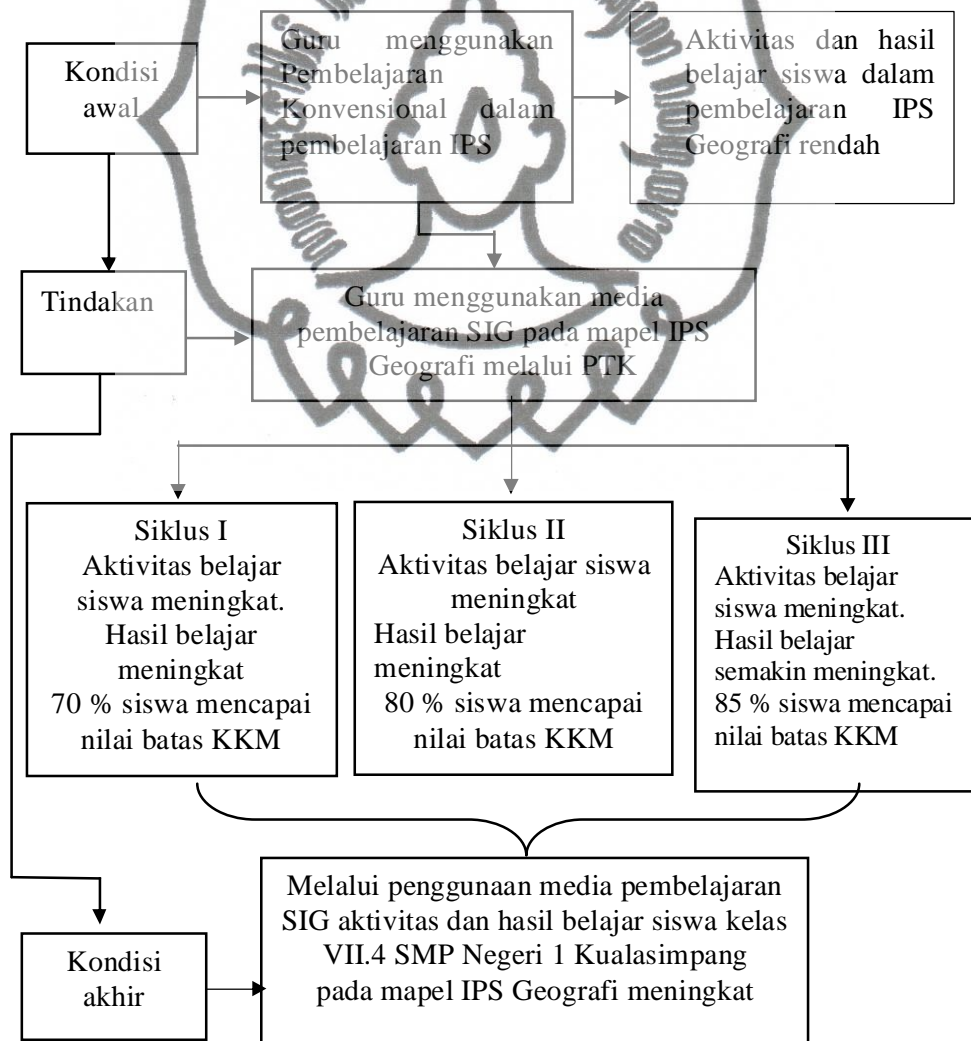 Kondisi
awal
Guru menggunakan
Pembelajaran
Konvensional dalam
pembelajaran IPS
Aktivitas dan hasil
belajar siswa dalam
pembelajaran IPS
Geografi rendah
Tindakan
Guru menggunakan media
pembelajaran SIG pada mapel IPS
Geografi melalui PTK
Siklus I
Aktivitas belajar
siswa meningkat.
Hasil belajar
meningkat
70 % siswa mencapai
nilai batas KKM
Siklus II
Aktivitas belajar siswa
meningkat
Hasil belajar
meningkat
80 % siswa mencapai
nilai batas KKM
Siklus III
Aktivitas belajar
siswa meningkat.
Hasil belajar
semakin meningkat.
85 % siswa mencapai
nilai batas KKM
Kondisi
akhir
Melalui penggunaan media pembelajaran
SIG aktivitas dan hasil belajar siswa kelas
VII.4 SMP Negeri 1 Kualasimpang
pada mapel IPS Geografi meningkat